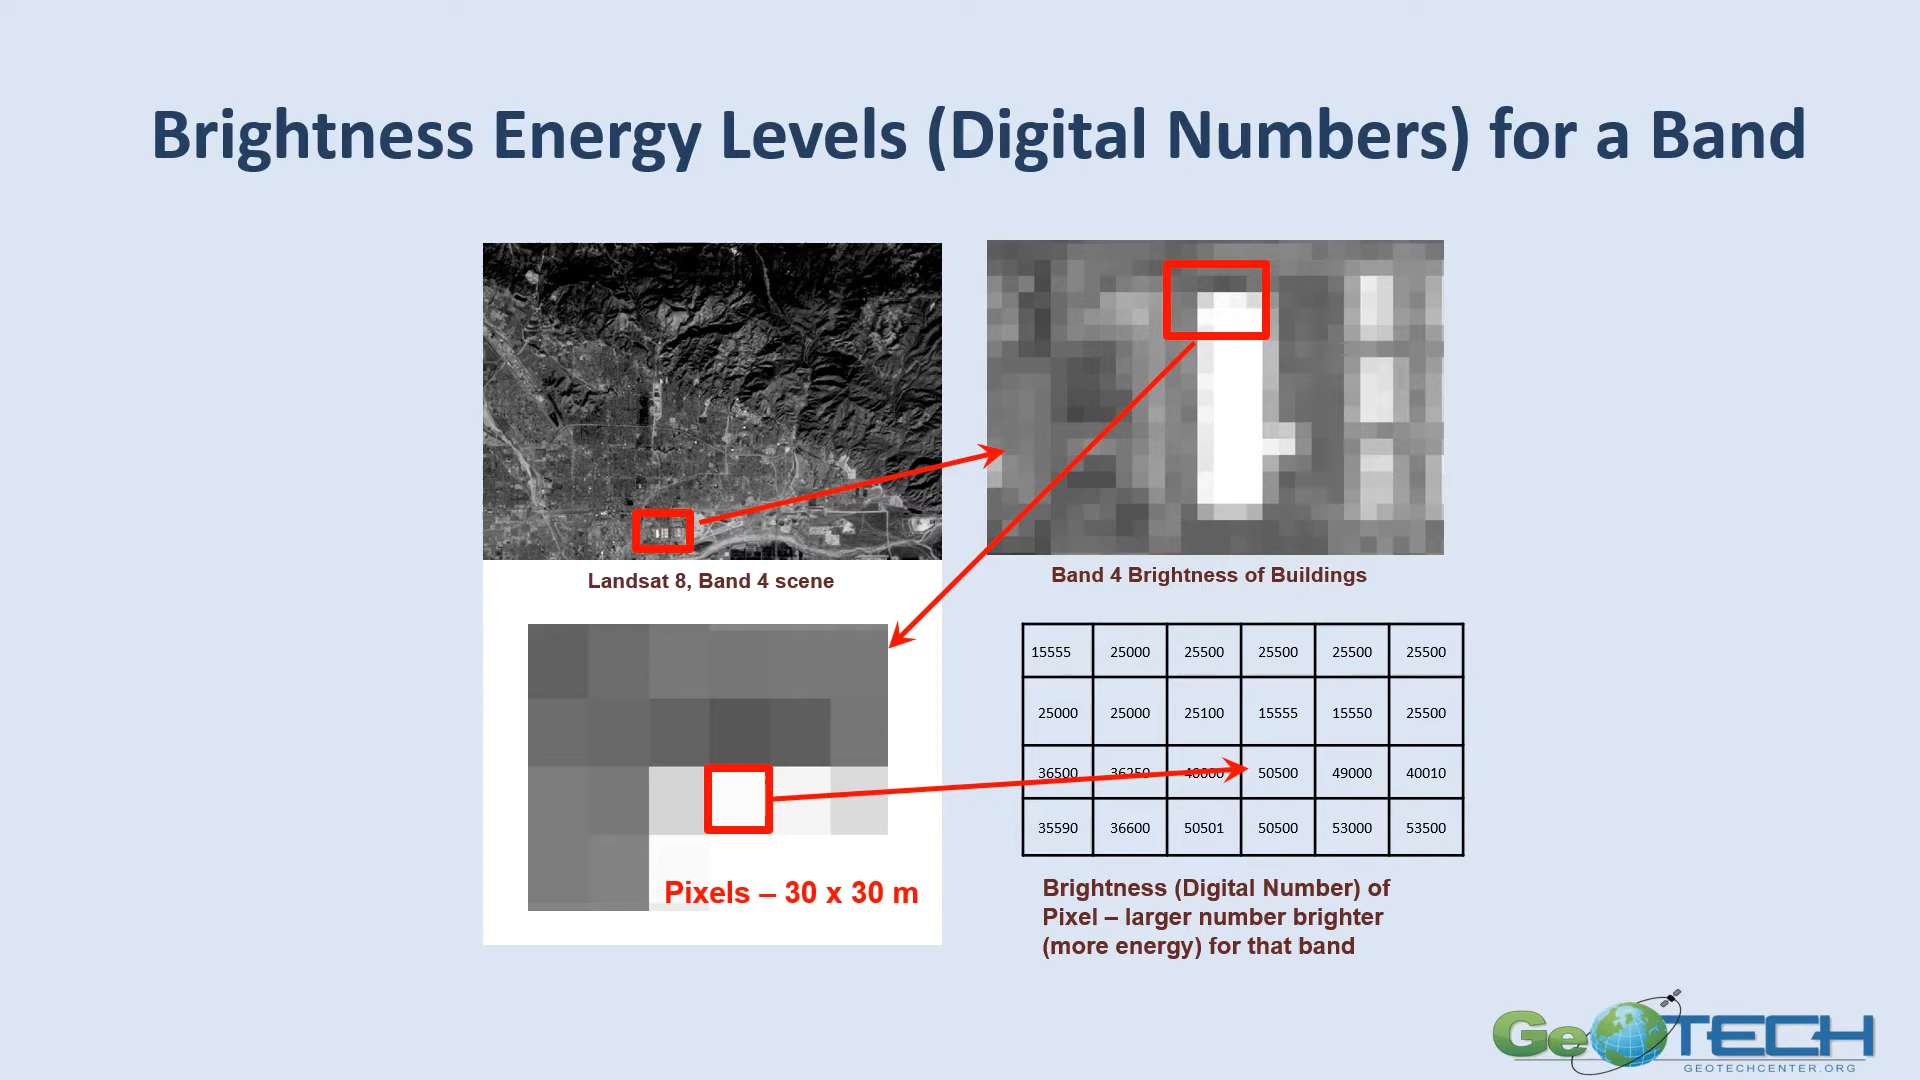 Brightness Energy Levels (Digital Numbers) for a Band
Landsat 8, Band 4 scene
Band 4 Brightness of Buildings
Pixels – 30 x 30 m
15555 25000 25500 25500 25500 25500
25000 25000 25100 15555 15550 25500
36500 36250 40000 50500 49000 40010
35590 36600 50501 50500 53000 53500
Brightness (Digital Number) of
Pixel – larger number brighter
(more energy) for that band
GeoTECH
GEOTECHCENTER.ORG